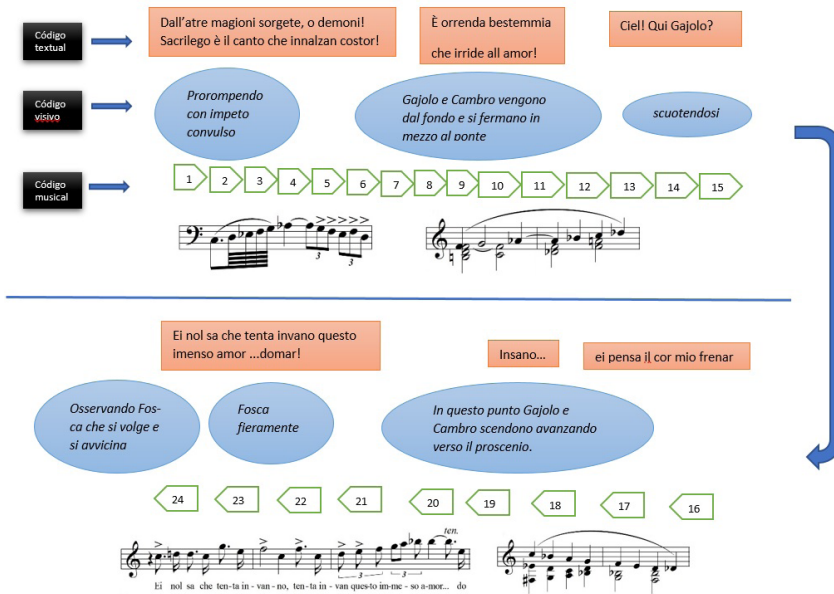 Código
textual
Dall'atre magioni sorgete, o demoni!
Sacrilego è il canto che innalzan costor!
È orrenda bestemmia
che irride all amor!
Ciel! Qui Gajolo?
Código
visivo
Prorompendo
con impeto
convulso
Gajolo e Cambro vengono
dal fondo e si fermano in
mezzo al ponte
scuotendosi
Código
musical
1 2 3 4 5 6 7 8 9 10 11 12 13 14 15
3 3
Ei nol sa che tenta invano questo
imenso amor ...domar!
Insano...
ei pensa il cor mio frenar
Osservando Fos-
ca che si volge e
si avvicina
Fosca
fieramente
In questo punto Gajolo e
Cambro scendono avanzando
verso il proscenio.
24 23 22 21 20 19 18 17 16
ten.
3 3
Ei nol sa che ten-ta in - van - no, ten-ta in - van ques-to im-me - so a-mor... do